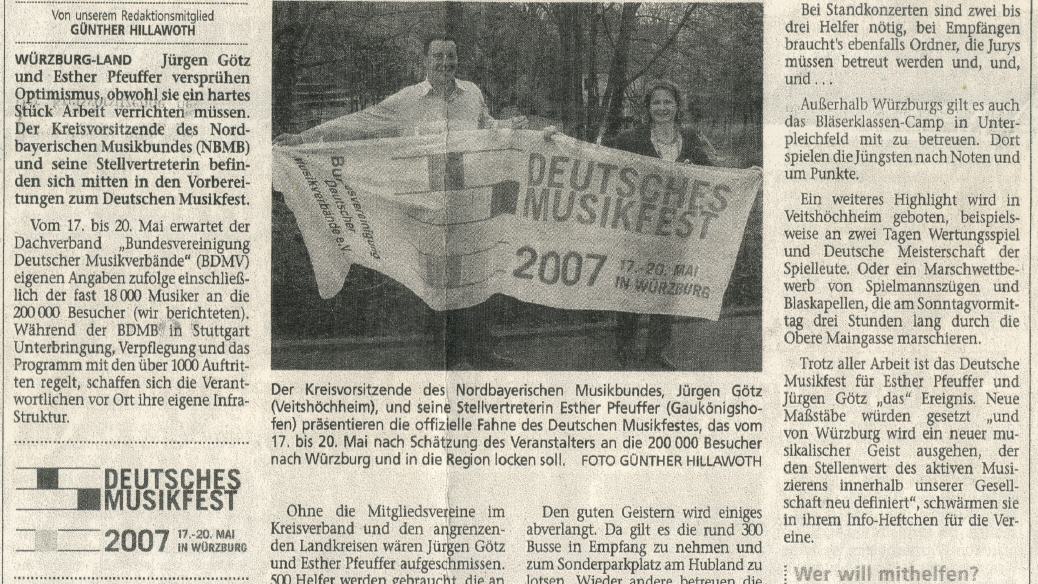 Von unserem Redaktionsmitglied
GÜNTHER HILLAWOTH
WÜRZBURG-LAND Jürgen Götz
und Esther Pfeuffer versprühen
Optimismus, obwohl sie ein hartes
Stück Arbeit verrichten müssen.
Der Kreisvorsitzende des Nord-
bayerischen Musikbundes (NBMB)
und seine Stellvertreterin befin-
den sich mitten in den Vorberei-
tungen zum Deutschen Musikfest.
Vom 17. bis 20. Mai erwartet der
Dachverband „Bundesvereinigung
Deutscher Musikverbände“ (BDMV)
eigenen Angaben zufolge einschließ-
lich der fast 18 000 Musiker an die
200 000 Besucher (wir berichteten).
Während der BDMB in Stuttgart
Unterbringung, Verpflegung und das
Programm mit den über 1000 Auftrit-
ten regelt, schaffen sich die Verant-
wortlichen vor Ort ihre eigene Infra-
Struktur.
DEUTSCHES
MUSIKFEST
2007 17.-20. MAI
IN WÜRZBURG
Bundesvereinigung
Deutscher
Musikverbände e.V.
DEUTSCHES
MUSIKFEST
2007 17.-20. MAI
IN WÜRZBURG
Der Kreisvorsitzende des Nordbayerischen Musikbundes, Jürgen Götz
(Veitshöchheim), und seine Stellvertreterin Esther Pfeuffer (Gaukönigsho-
fen) präsentieren die offizielle Fahne des Deutschen Musikfestes, das vom
17. bis 20. Mai nach Schätzung des Veranstalters an die 200 000 Besucher
nach Würzburg und in die Region locken soll. FOTO GÜNTHER HILLAWOTH
Ohne die Mitgliedsvereine im
Kreisverband und den angrenzen-
den Landkreisen wären Jürgen Götz
und Esther Pfeuffer aufgeschmissen.
500 Helfer werden gebraucht, die an
Den guten Geistern wird einiges
abverlangt. Da gilt es die rund 300
Busse in Empfang zu nehmen und
zum Sonderparkplatz am Hubland zu
lotsen. Wieder andere betreuen die
Bei Standkonzerten sind zwei bis
drei Helfer nötig, bei Empfängen
braucht's ebenfalls Ordner, die Jurys
müssen betreut werden und, und,
und . . .
Außerhalb Würzburgs gilt es auch
das Bläserklassen-Camp in Unter-
pleichfeld mit zu betreuen. Dort
spielen die Jüngsten nach Noten und
um Punkte.
Ein weiteres Highlight wird in
Veitshöchheim geboten, beispiels-
weise an zwei Tagen Wertungsspiel
und Deutsche Meisterschaft der
Spielleute. Oder ein Marschwettbe-
werb von Spielmannszügen und
Blaskapellen, die am Sonntagvormit-
tag drei Stunden lang durch die
Obere Maingasse marschieren.
Trotz aller Arbeit ist das Deutsche
Musikfest für Esther Pfeuffer und
Jürgen Götz „das“ Ereignis. Neue
Maßstäbe würden gesetzt „und
von Würzburg wird ein neuer mu-
sikalischer Geist ausgehen, der
den Stellenwert des aktiven Musi-
zierens innerhalb unserer Gesell-
schaft neu definiert“, schwärmen sie
in ihrem Info-Heftchen für die Ver-
eine.
Wer will mithelfen?